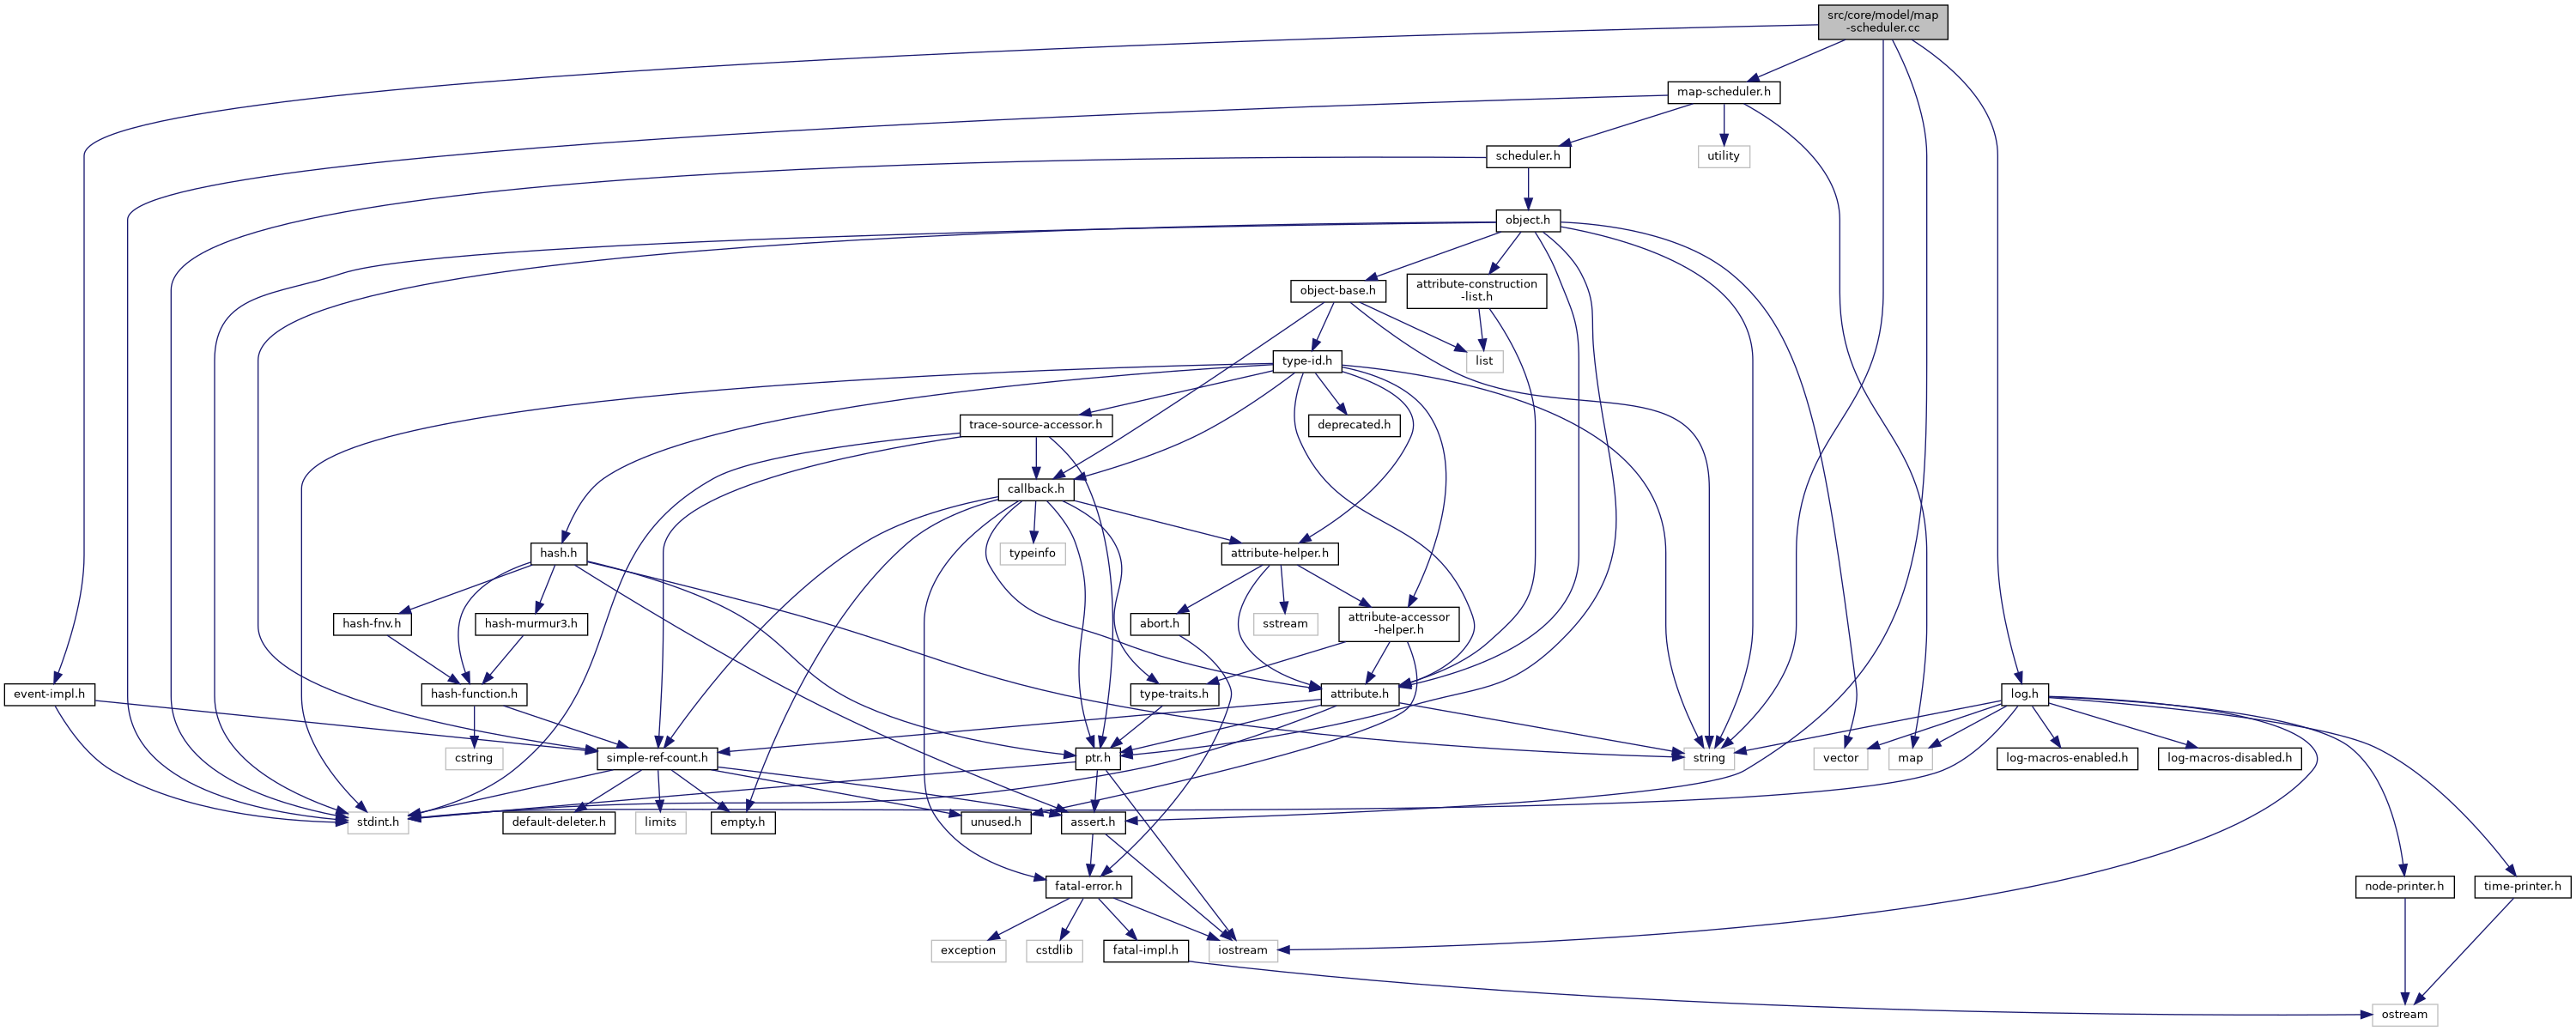 src/core/model/map
-scheduler.cc
map-scheduler.h
scheduler.h
utility
object.h
object-base.h
attribute-construction
-list.h
type-id.h
list
trace-source-accessor.h
deprecated.h
callback.h
hash.h
typeinfo
attribute-helper.h
hash-fnv.h
hash-murmur3.h
abort.h
sstream
attribute-accessor
-helper.h
event-impl.h
hash-function.h
type-traits.h
attribute.h
log.h
cstring
simple-ref-count.h
ptr.h
string
vector
map
log-macros-enabled.h
log-macros-disabled.h
stdint.h
default-deleter.h
limits
empty.h
unused.h
assert.h
fatal-error.h
node-printer.h
time-printer.h
exception
cstdlib
fatal-impl.h
iostream
ostream